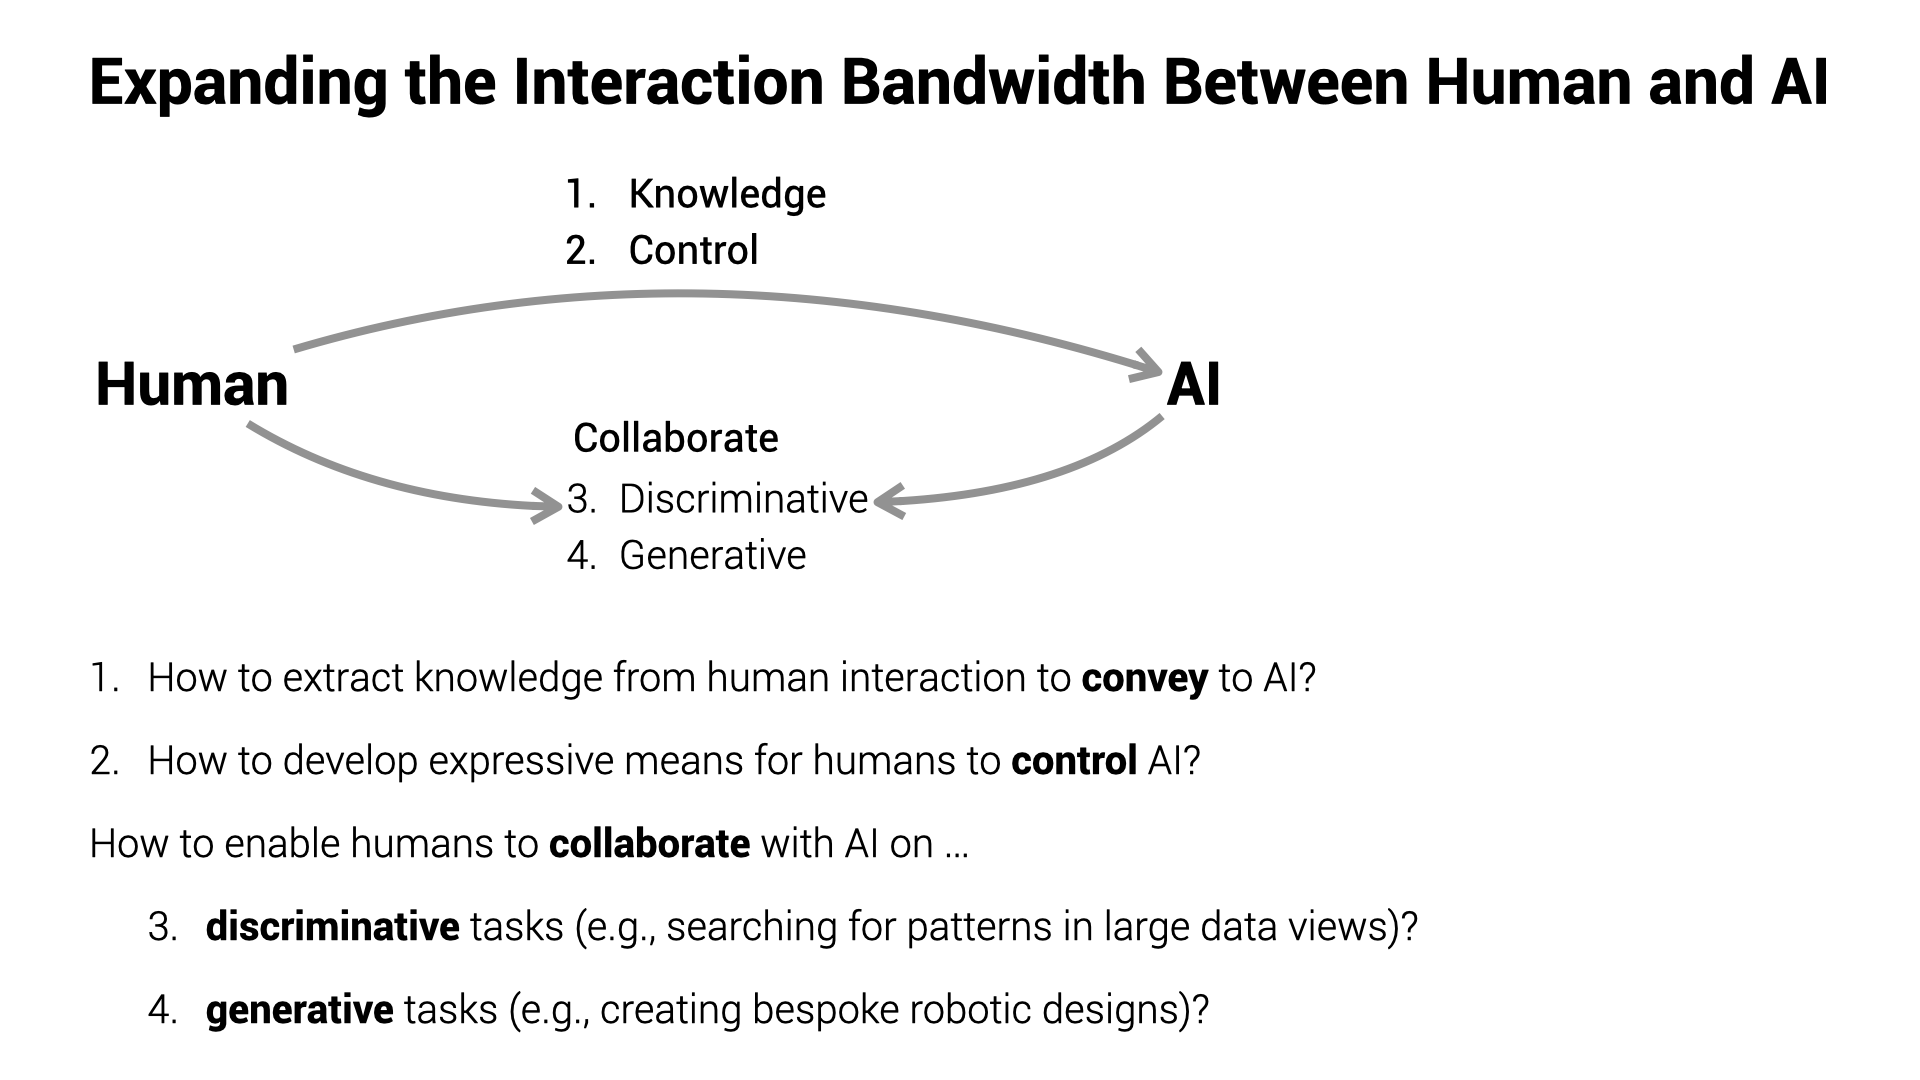 Expanding the Interaction Bandwidth Between Human and AI
1. Knowledge
2. Control
Human
AI
Collaborate
3. Discriminative
4. Generative
1. How to extract knowledge from human interaction to convey to AI?
2. How to develop expressive means for humans to control AI?
How to enable humans to collaborate with AI on ...
3. discriminative tasks (e.g., searching for patterns in large data views)?
4. generative tasks (e.g., creating bespoke robotic designs)?